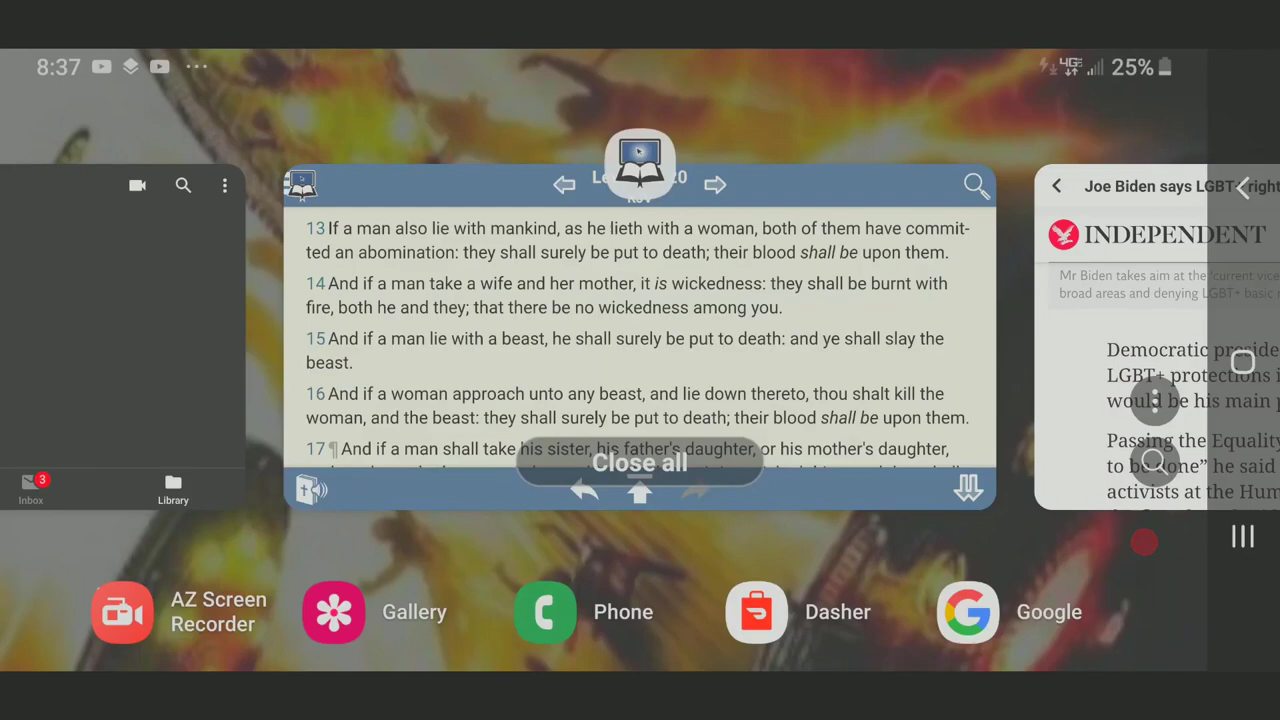 8:37
25%
13 If a man also lie with mankind, as he lieth with a woman, both of them have commit-
ted an abomination: they shall surely be put to death; their blood shall be upon them.
14 And if a man take a wife and her mother, it is wickedness: they shall be burnt with
fire, both he and they; that there be no wickedness among you.
15 And if a man lie with a beast, he shall surely be put to death: and ye shall slay the
beast.
16 And if a woman approach unto any beast, and lie down thereto, thou shalt kill the
woman, and the beast: they shall surely be put to death; their blood shall be upon them.
17 ¶ And if a man shall take his sister, his father's daughter, or his mother's daughter,
Close all
3
Inbox
Library
Joe Biden says LGBT+ right
INDEPENDENT
Mr Biden takes aim at the 'current vice
broad areas and denying LGBT+ basic
Democratic preside
LGBT+ protections i
would be his main p
Passing the Equality
to be done" he said
activists at the Hum
AZ Screen
Recorder
Gallery
Phone
Dasher
Google